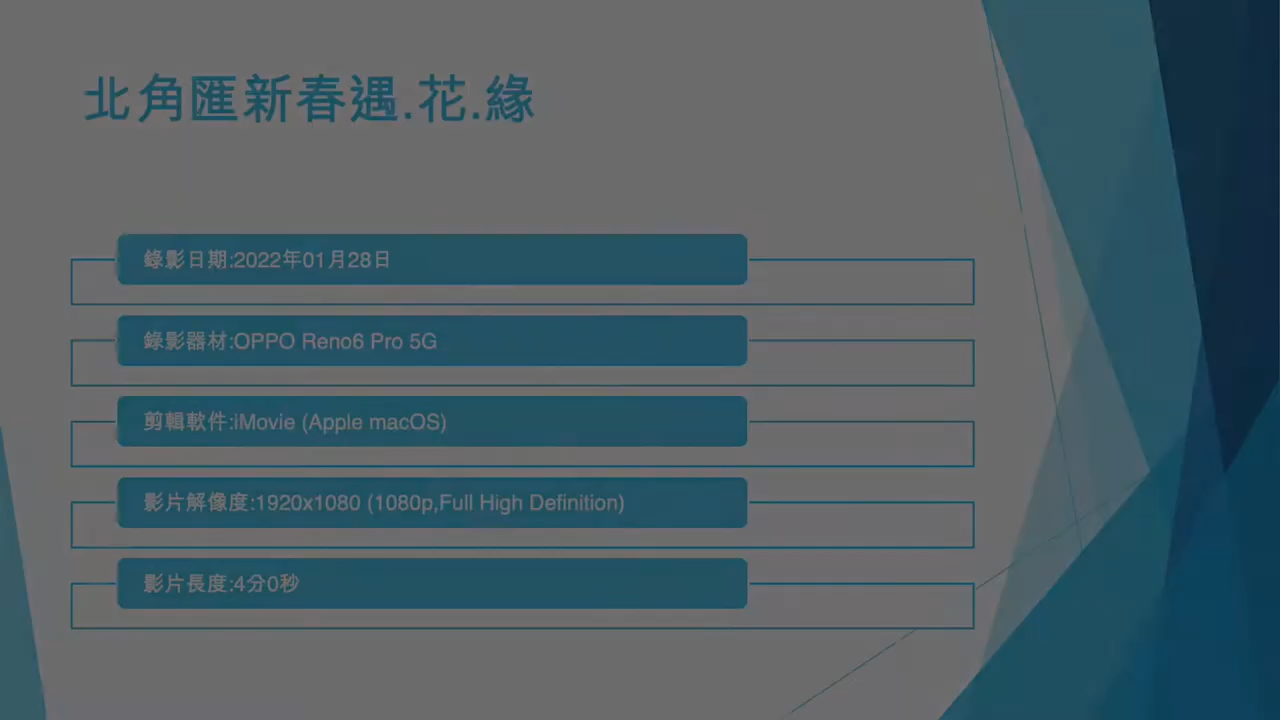 北角匯新春遇.花.緣
錄影日期:2022年01月28日
錄影器材:OPPO Reno6 Pro 5G
剪輯軟件:iMovie (Apple macOS)
影片解像度:1920x1080 (1080p,Full High Definition)
影片長度:4分0秒